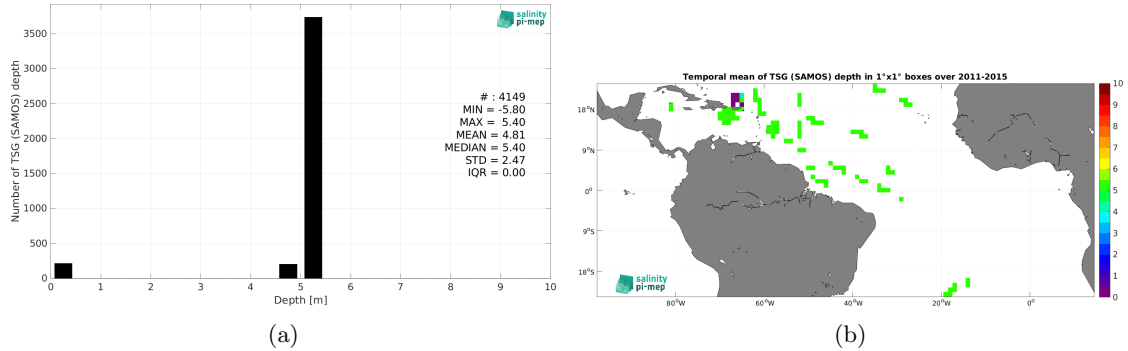 salinity
pi-mep
Number of TSG (SAMOS) depth
3500
3000
2500
2000
1500
1000
500
0
# : 4149
MIN = -5.80
MAX = 5.40
MEAN = 4.81
MEDIAN = 5.40
STD = 2.47
IQR = 0.00
0 1 2 3 4 5 6 7 8 9 10
Depth [m]
(a)
Temporal mean of TSG (SAMOS) depth in 1°x1° boxes over 2011-2015
18°N
9°N
0°
9°S
18°S
80°W 60°W 40°W 20°W 0°
salinity
pi-mep
10
9
8
7
6
5
4
3
2
1
0
(b)